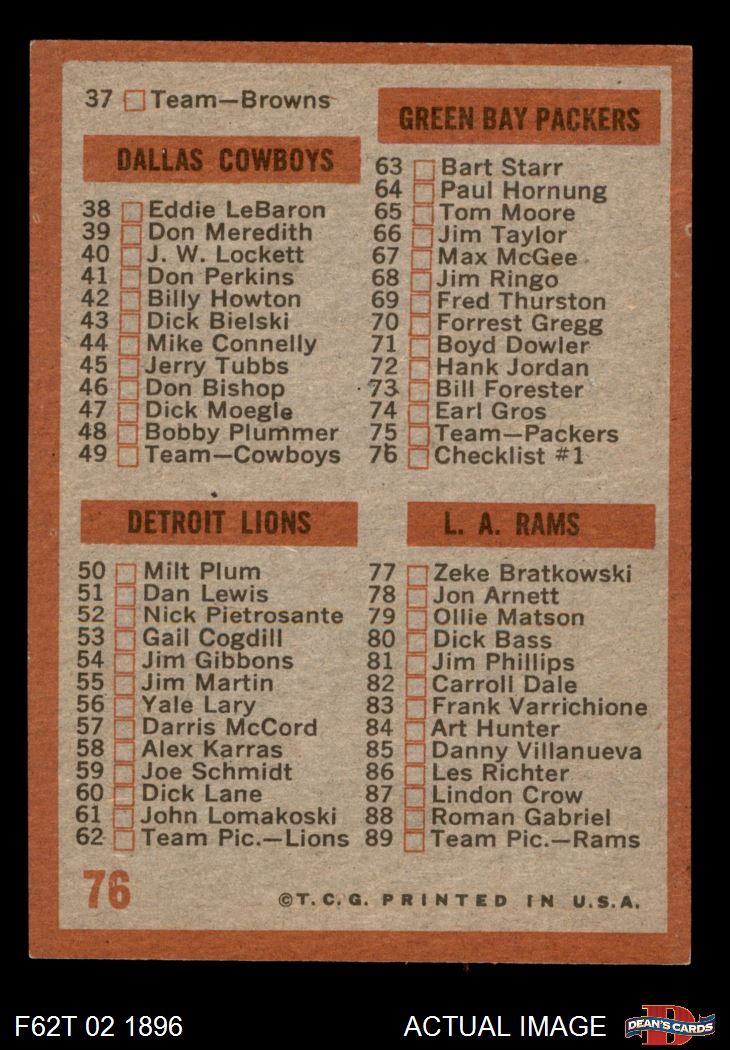 37 Team—Browns
DALLAS COWBOYS
38 Eddie LeBaron
39 Don Meredith
40 J. W. Lockett
41 Don Perkins
42 Billy Howton
43 Dick Bielski
44 Mike Connelly
45 Jerry Tubbs
46 Don Bishop
47 Dick Moegle
48 Bobby Plummer
49 Team—Cowboys
DETROIT LIONS
50 Milt Plum
51 Dan Lewis
52 Nick Pietrosante
53 Gail Cogdill
54 Jim Gibbons
55 Jim Martin
56 Yale Lary
57 Darris McCord
58 Alex Karras
59 Joe Schmidt
60 Dick Lane
61 John Lomakoski
62 Team Pic.—Lions
GREEN BAY PACKERS
63 Bart Starr
64 Paul Hornung
65 Tom Moore
66 Jim Taylor
67 Max McGee
68 Jim Ringo
69 Fred Thurston
70 Forrest Gregg
71 Boyd Dowler
72 Hank Jordan
73 Bill Forester
74 Earl Gros
75 Team—Packers
76 Checklist #1
L. A. RAMS
77 Zeke Bratkowski
78 Jon Arnett
79 Ollie Matson
80 Dick Bass
81 Jim Phillips
82 Carroll Dale
83 Frank Varrichione
84 Art Hunter
85 Danny Villanueva
86 Les Richter
87 Lindon Crow
88 Roman Gabriel
89 Team Pic.—Rams
76
©T.C.G. PRINTED IN U.S.A.
F62T 02 1896
ACTUAL IMAGE
D
DEAN'S CARDS